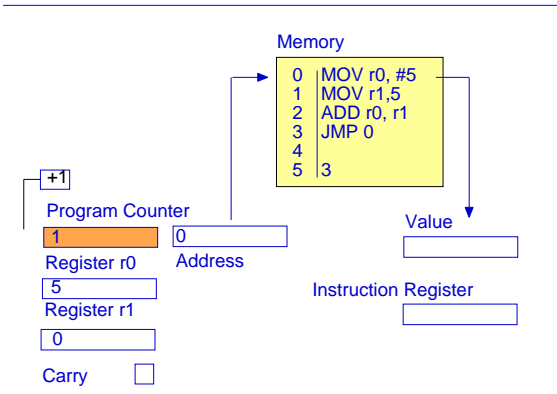 Memory
0 MOV r0, #5
1 MOV r1,5
2 ADD r0, r1
3 JMP 0
4
5 3
+1
Program Counter
1
0
Address
Value
Register r0
5
Instruction Register
Register r1
0
Carry